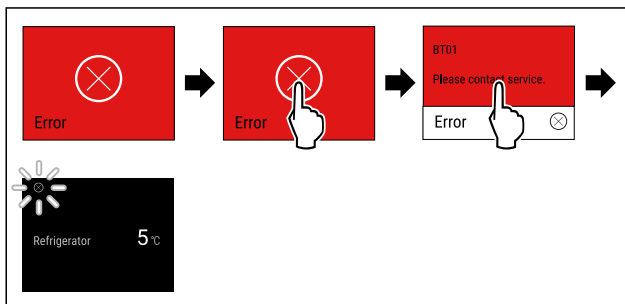 Error
Error
BT01
Please contact service.
Error
Refrigerator 5 °C